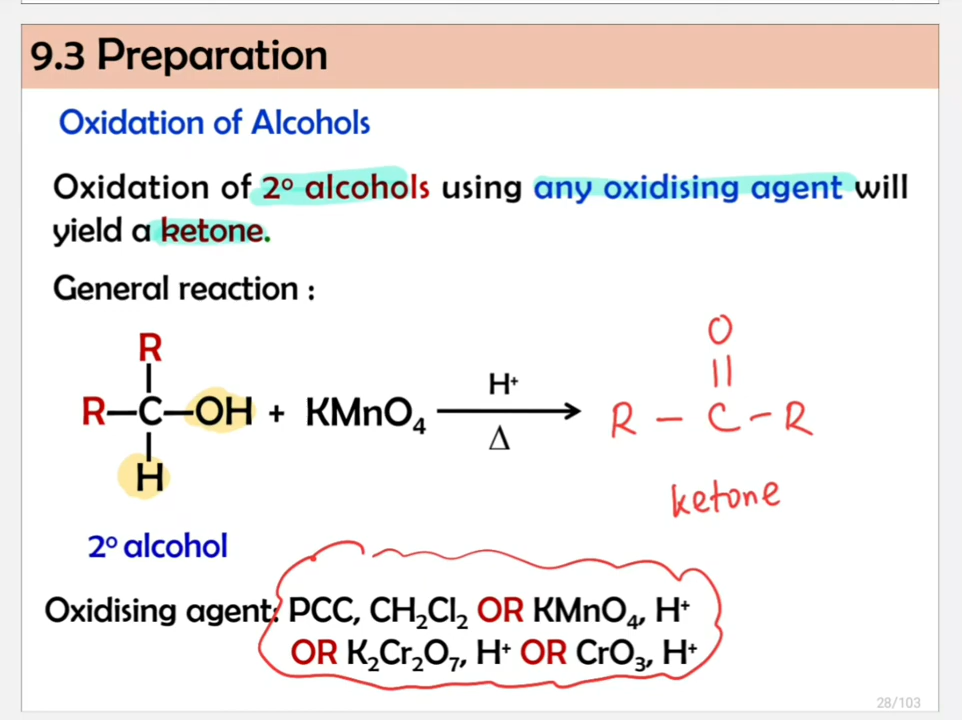 9.3 Preparation
Oxidation of Alcohols
Oxidation of 2° alcohols using any oxidising agent will
yield a ketone.
General reaction :
R
O
H⁺
R–C–OH + KMnO₄ → R – C – R
Δ
H
ketone
2° alcohol
Oxidising agent: PCC, CH₂Cl₂ OR KMnO₄, H⁺
OR K₂Cr₂O₇, H⁺ OR CrO₃, H⁺
28/103